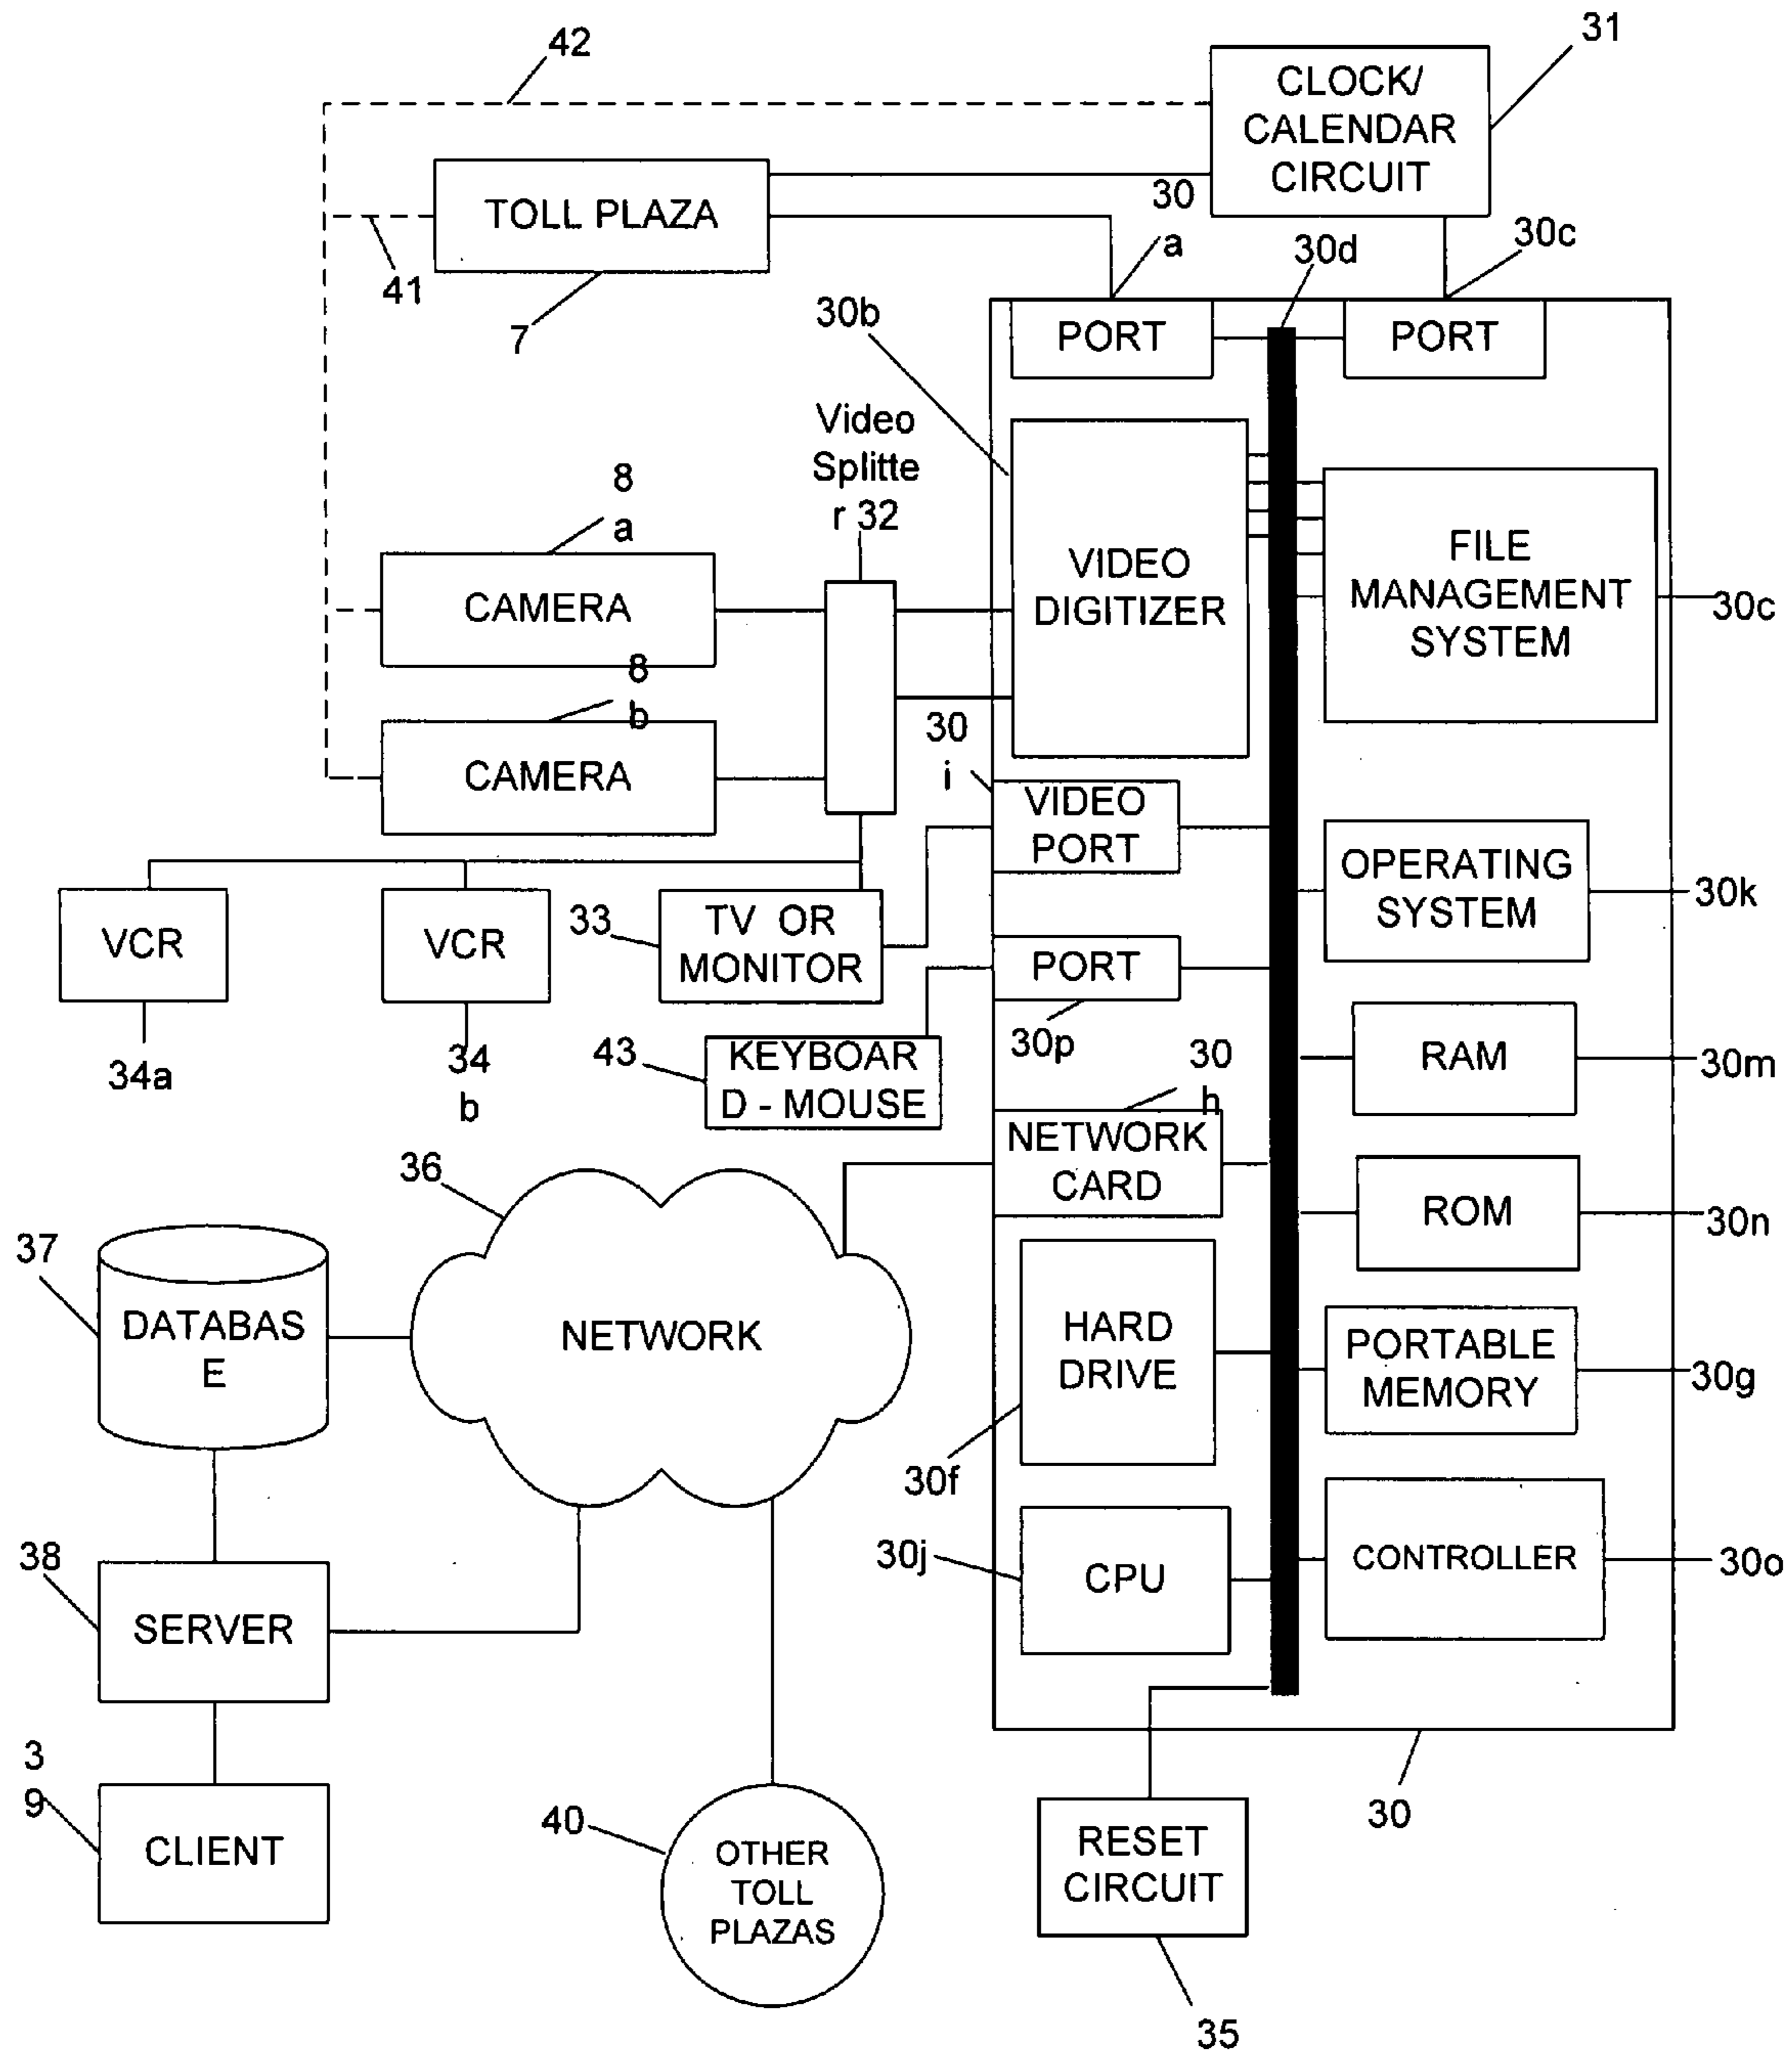 42
31
CLOCK/
CALENDAR
CIRCUIT
TOLL PLAZA
30
a
30d
30c
41
7
30b
PORT
PORT
Video
Splitte
r 32
8
a
CAMERA
VIDEO
DIGITIZER
FILE
MANAGEMENT
SYSTEM
30c
8
b
CAMERA
30
i
VIDEO
PORT
OPERATING
SYSTEM
30k
VCR
VCR
33
TV OR
MONITOR
PORT
30p
34a
34
b
43
KEYBOAR
D - MOUSE
RAM
30m
30
h
NETWORK
CARD
36
ROM
30n
37
DATABAS
E
NETWORK
HARD
DRIVE
PORTABLE
MEMORY
30g
30f
38
SERVER
30j
CPU
CONTROLLER
30o
3
9
CLIENT
40
OTHER
TOLL
PLAZAS
RESET
CIRCUIT
30
35